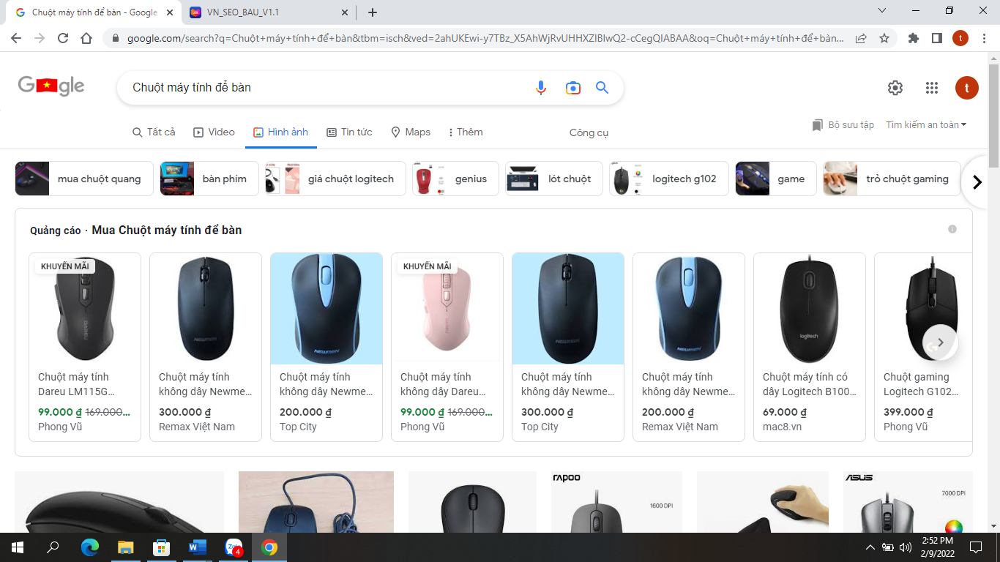 Chuột máy tính để bàn - Google
VN_SEO_BAU_V1.1
google.com/search?q=Chuột+máy+tính+để+bàn&tbm=isch&ved=2ahUKEwi-y7TBz_X5AhWjRvUHHXZIBlwQ2-cCegQIABAA&oq=Chuột+máy+tính+để+bàn...
t
Google
Chuột máy tính để bàn
t
Tất cả
Video
Hình ảnh
Tin tức
Maps
Thêm
Công cụ
Bộ sưu tập
Tìm kiếm an toàn
mua chuột quang
bàn phím
giá chuột logitech
genius
lót chuột
logitech g102
game
trỏ chuột gaming
Quảng cáo · Mua Chuột máy tính để bàn
KHUYẾN MÃI
Chuột máy tính
Dareu LM115G...
99.000 ₫ 169.000...
Phong Vũ
NEWMEN
Chuột máy tính
không dây Newme...
300.000 ₫
Remax Việt Nam
NEWMEN
Chuột máy tính
không dây Newme...
200.000 ₫
Top City
KHUYẾN MÃI
Chuột máy tính
không dây Dareu...
99.000 ₫ 169.000...
Phong Vũ
NEWMEN
Chuột máy tính
không dây Newme...
300.000 ₫
Top City
NEWMEN
Chuột máy tính
không dây Newme...
200.000 ₫
Remax Việt Nam
logitech
Chuột máy tính có
dây Logitech B100...
69.000 ₫
mac8.vn
Chuột gaming
Logitech G102...
399.000 ₫
Phong Vũ
rapoo
1600 DPI
ASUS
7000 DPI
Zalo
4
2:52 PM
2/9/2022